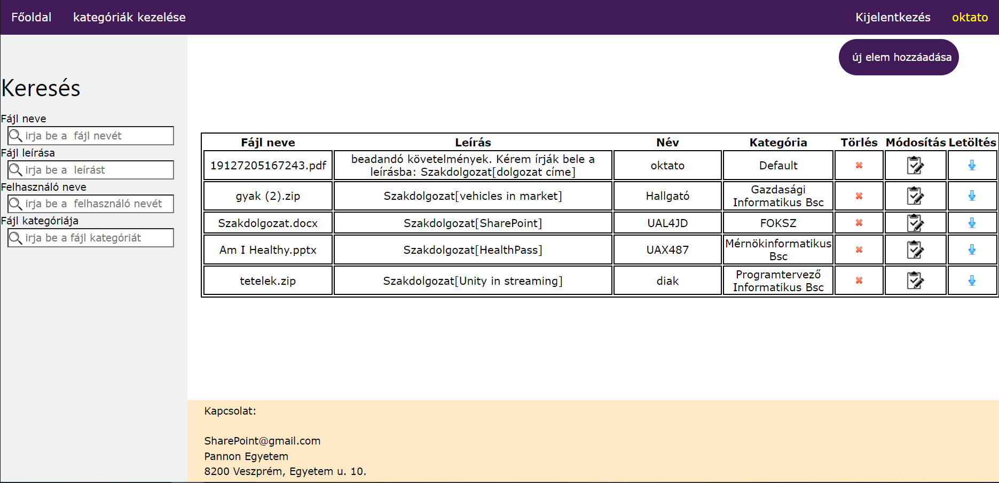 Főoldal kategóriák kezelése Kijelentkezés oktato
új elem hozzáadása
Keresés
Fájl neve
irja be a  fájl nevét
Fájl leírása
irja be a  leírást
Felhasználó neve
irja be a  felhasználó nevét
Fájl kategóriája
irja be a fájl kategóriát
Fájl neve Leírás Név Kategória Törlés Módosítás Letöltés
19127205167243.pdf beadandó követelmények. Kérem írják bele a
leírásba: Szakdolgozat[dolgozat címe] oktato Default
gyak (2).zip Szakdolgozat[vehicles in market] Hallgató Gazdasági
Informatikus Bsc
Szakdolgozat.docx Szakdolgozat[SharePoint] UAL4JD FOKSZ
Am I Healthy.pptx Szakdolgozat[HealthPass] UAX487 Mérnökinformatikus
Bsc
tetelek.zip Szakdolgozat[Unity in streaming] diak Programtervező
Informatikus Bsc
Kapcsolat:
SharePoint@gmail.com
Pannon Egyetem
8200 Veszprém, Egyetem u. 10.